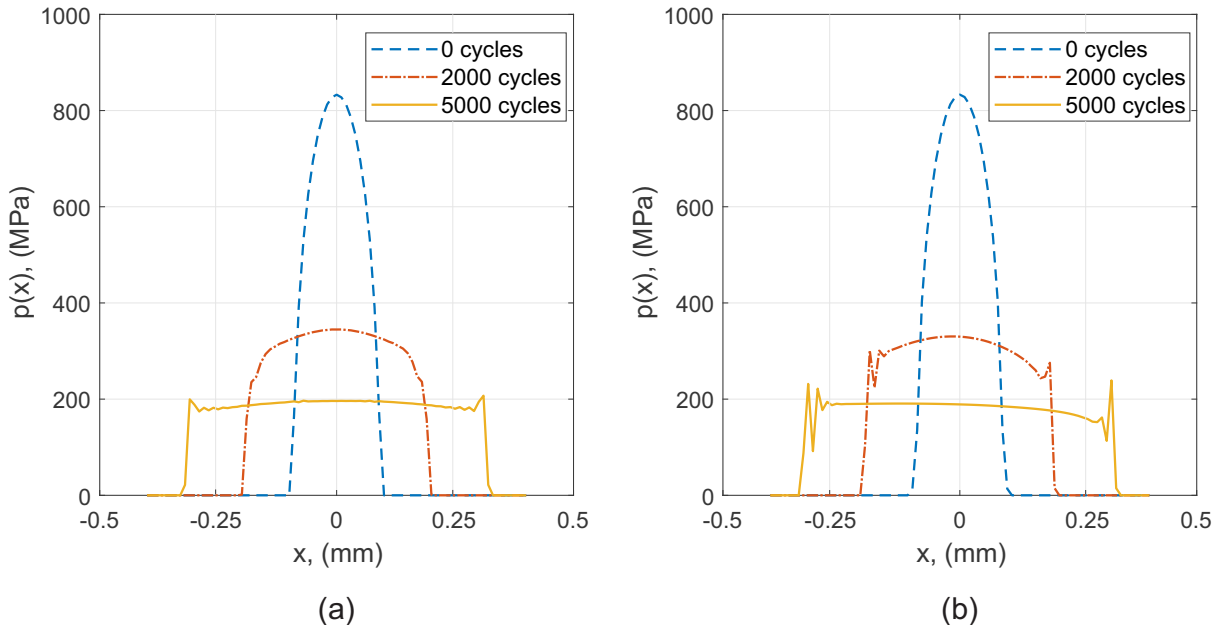 1000
800
600
400
200
0
p(x), (MPa)
-0.5
-0.25
0
0.25
0.5
x, (mm)
0 cycles
2000 cycles
5000 cycles
(a)
1000
800
600
400
200
0
p(x), (MPa)
-0.5
-0.25
0
0.25
0.5
x, (mm)
0 cycles
2000 cycles
5000 cycles
(b)